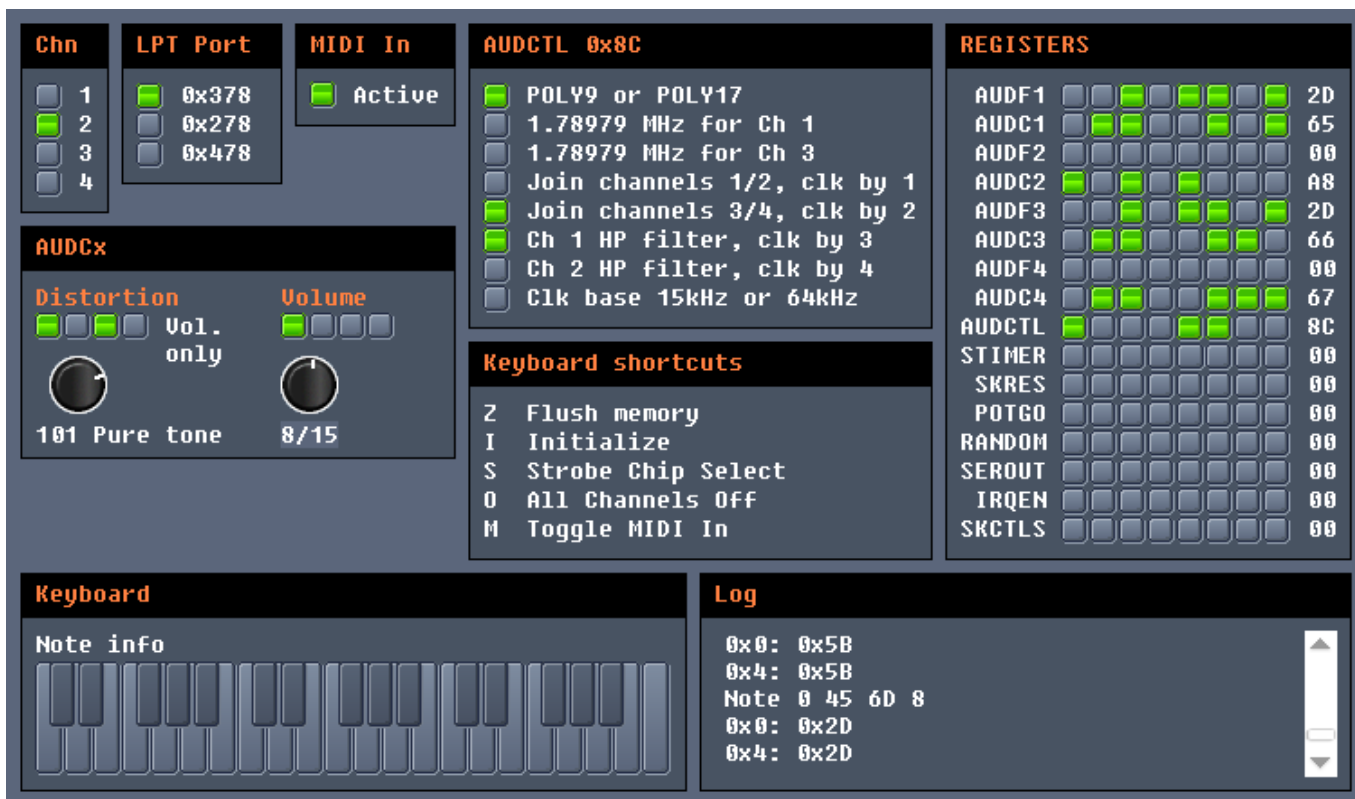 Chn
1
2
3
4
LPT Port
0x378
0x278
0x478
MIDI In
Active
AUDCx
Distortion
Vol. only
101 Pure tone
Volume
8/15
AUDCTL 0x8C
POLY9 or POLY17
1.78979 MHz for Ch 1
1.78979 MHz for Ch 3
Join channels 1/2, clk by 1
Join channels 3/4, clk by 2
Ch 1 HP filter, clk by 3
Ch 2 HP filter, clk by 4
Clk base 15kHz or 64kHz
Keyboard shortcuts
Z Flush memory
I Initialize
S Strobe Chip Select
O All Channels Off
M Toggle MIDI In
REGISTERS
AUDF1 2D
AUDC1 65
AUDF2 00
AUDC2 A8
AUDF3 2D
AUDC3 66
AUDF4 00
AUDC4 67
AUDCTL 8C
STIMER 00
SKRES 00
POTGO 00
RANDOM 00
SEROUT 00
IRQEN 00
SKCTLS 00
Keyboard
Note info
Log
0x0: 0x5B
0x4: 0x5B
Note 0 45 6D 8
0x0: 0x2D
0x4: 0x2D